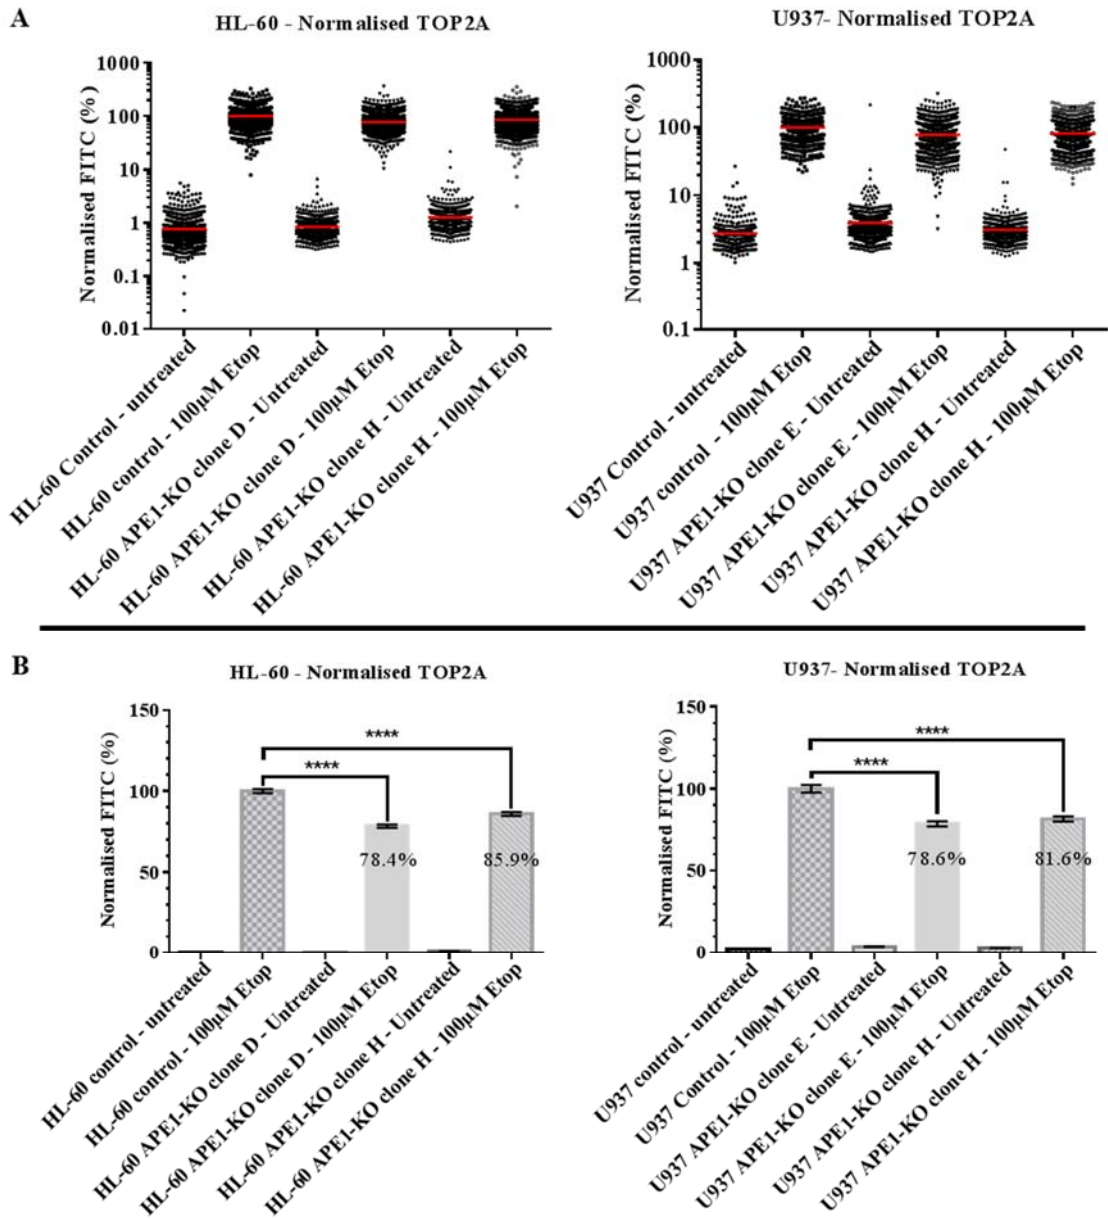 A
HL-60 - Normalised TOP2A
Normalised FITC (%)
1000
100
10
1
0.1
0.01
HL-60 Control - untreated
HL-60 control - 100µM Etop
HL-60 APE1-KO clone D - Untreated
HL-60 APE1-KO clone D - 100µM Etop
HL-60 APE1-KO clone H - Untreated
HL-60 APE1-KO clone H - 100µM Etop
U937- Normalised TOP2A
Normalised FITC (%)
1000
100
10
1
0.1
U937 Control - untreated
U937 control - 100µM Etop
U937 APE1-KO clone E - Untreated
U937 APE1-KO clone E - 100µM Etop
U937 APE1-KO clone H - Untreated
U937 APE1-KO clone H - 100µM Etop
B
HL-60 - Normalised TOP2A
Normalised FITC (%)
150
100
50
0
****
****
78.4%
85.9%
HL-60 control - untreated
HL-60 control - 100µM Etop
HL-60 APE1-KO clone D - Untreated
HL-60 APE1-KO clone D - 100µM Etop
HL-60 APE1-KO clone H - Untreated
HL-60 APE1-KO clone H - 100µM Etop
U937- Normalised TOP2A
Normalised FITC (%)
150
100
50
0
****
****
78.6%
81.6%
U937 control - untreated
U937 Control - 100µM Etop
U937 APE1-KO clone E - Untreated
U937 APE1-KO clone E - 100µM Etop
U937 APE1-KO clone H - Untreated
U937 APE1-KO clone H - 100µM Etop